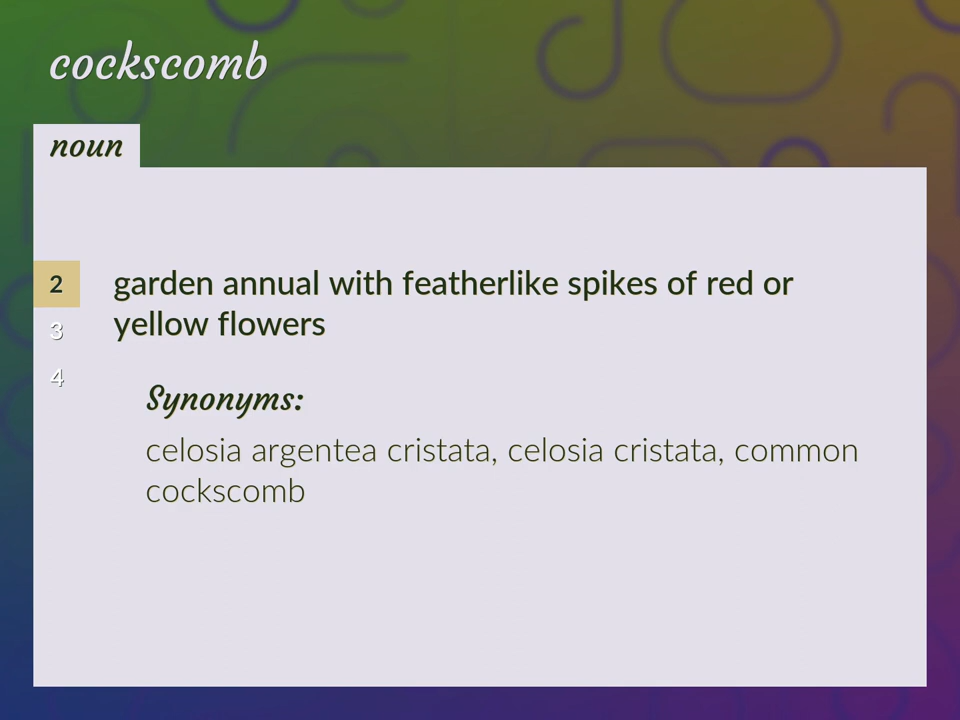 cockscomb
noun
2
garden annual with featherlike spikes of red or
yellow flowers
3
4
Synonyms:
celosia argentea cristata, celosia cristata, common
cockscomb